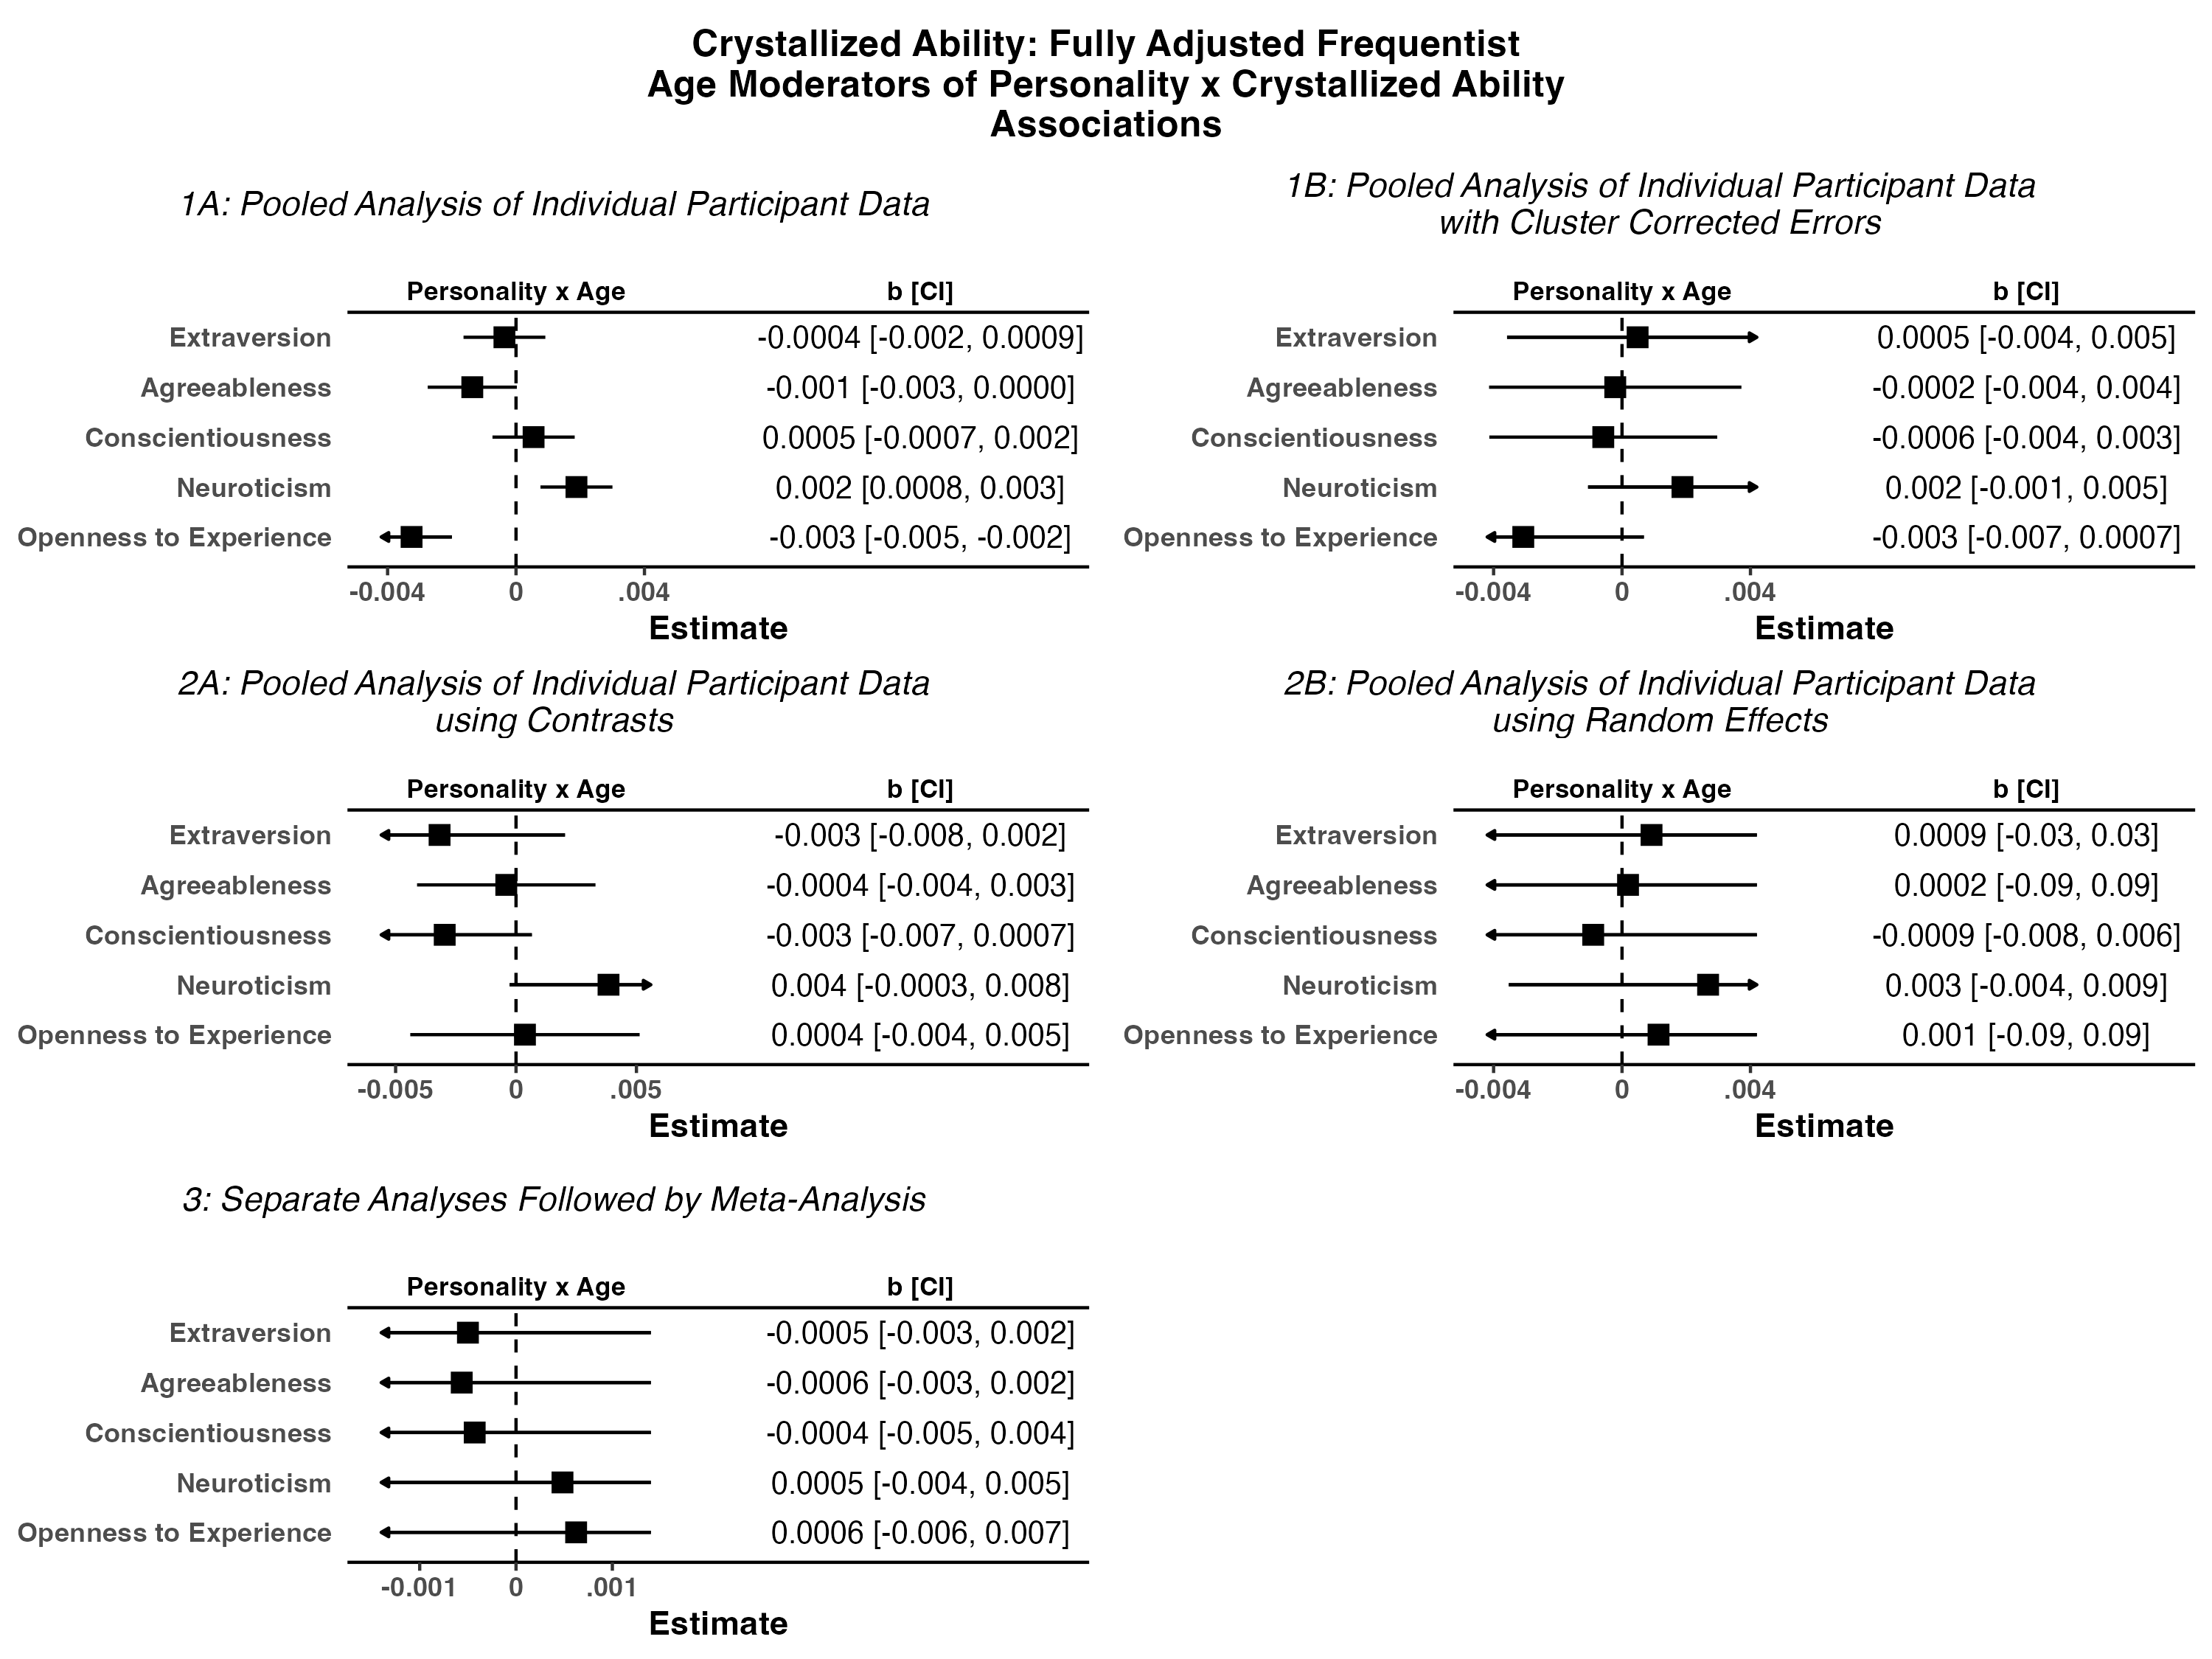 Crystallized Ability: Fully Adjusted Frequentist
Age Moderators of Personality x Crystallized Ability
Associations
1A: Pooled Analysis of Individual Participant Data
Personality x Age b [CI]
Extraversion -0.0004 [-0.002, 0.0009]
Agreeableness -0.001 [-0.003, 0.0000]
Conscientiousness 0.0005 [-0.0007, 0.002]
Neuroticism 0.002 [0.0008, 0.003]
Openness to Experience -0.003 [-0.005, -0.002]
-0.004 0 .004
Estimate
1B: Pooled Analysis of Individual Participant Data
with Cluster Corrected Errors
Personality x Age b [CI]
Extraversion 0.0005 [-0.004, 0.005]
Agreeableness -0.0002 [-0.004, 0.004]
Conscientiousness -0.0006 [-0.004, 0.003]
Neuroticism 0.002 [-0.001, 0.005]
Openness to Experience -0.003 [-0.007, 0.0007]
-0.004 0 .004
Estimate
2A: Pooled Analysis of Individual Participant Data
using Contrasts
Personality x Age b [CI]
Extraversion -0.003 [-0.008, 0.002]
Agreeableness -0.0004 [-0.004, 0.003]
Conscientiousness -0.003 [-0.007, 0.0007]
Neuroticism 0.004 [-0.0003, 0.008]
Openness to Experience 0.0004 [-0.004, 0.005]
-0.005 0 .005
Estimate
2B: Pooled Analysis of Individual Participant Data
using Random Effects
Personality x Age b [CI]
Extraversion 0.0009 [-0.03, 0.03]
Agreeableness 0.0002 [-0.09, 0.09]
Conscientiousness -0.0009 [-0.008, 0.006]
Neuroticism 0.003 [-0.004, 0.009]
Openness to Experience 0.001 [-0.09, 0.09]
-0.004 0 .004
Estimate
3: Separate Analyses Followed by Meta-Analysis
Personality x Age b [CI]
Extraversion -0.0005 [-0.003, 0.002]
Agreeableness -0.0006 [-0.003, 0.002]
Conscientiousness -0.0004 [-0.005, 0.004]
Neuroticism 0.0005 [-0.004, 0.005]
Openness to Experience 0.0006 [-0.006, 0.007]
-0.001 0 .001
Estimate